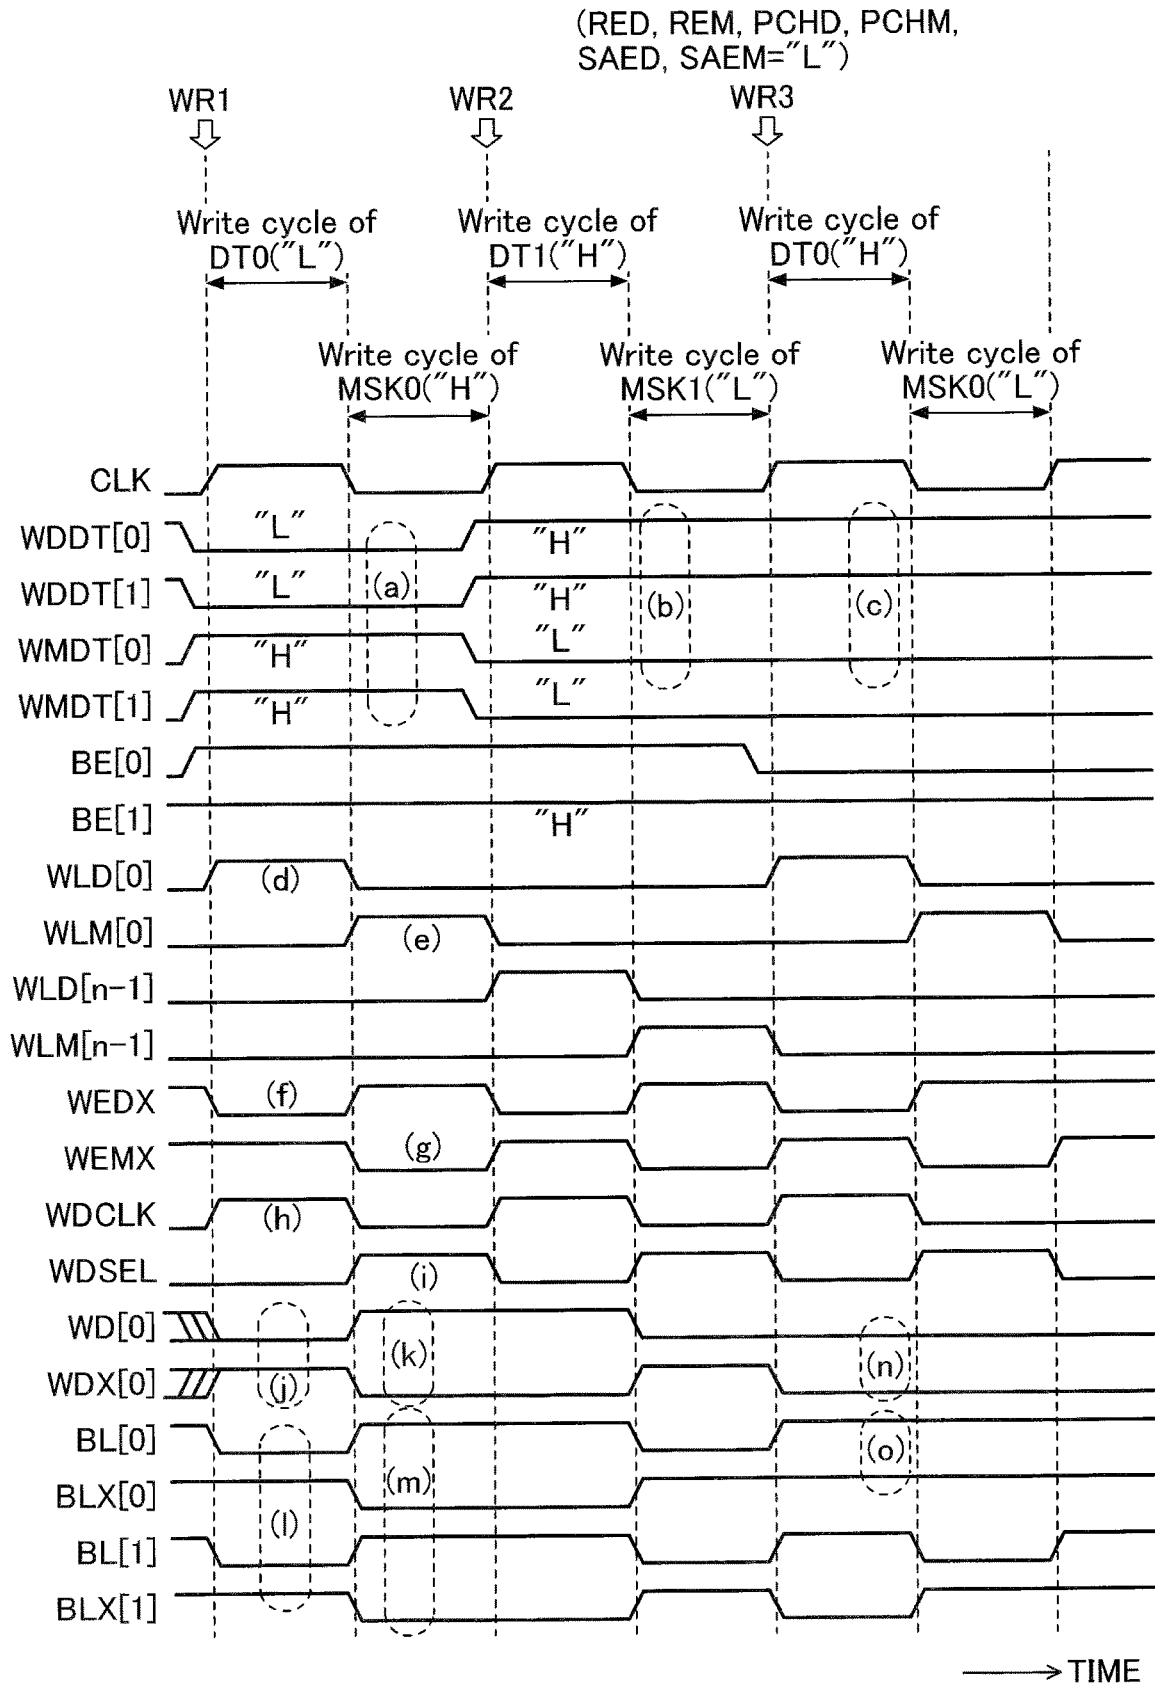 (RED, REM, PCHD, PCHM,
SAED, SAEM="L")
WR1 WR2 WR3
Write cycle of
DT0("L")
Write cycle of
DT1("H")
Write cycle of
DT0("H")
Write cycle of
MSK0("H")
Write cycle of
MSK1("L")
Write cycle of
MSK0("L")
CLK
WDDT[0] "L" "H"
WDDT[1] "L" (a) "H" (b) (c)
WMDT[0] "H" "L"
WMDT[1] "H" "L"
BE[0]
BE[1] "H"
WLD[0] (d)
WLM[0] (e)
WLD[n-1]
WLM[n-1]
WEDX (f)
WEMX (g)
WDCLK (h)
WDSEL (i)
WD[0] (k)
WDX[0] (j) (n)
BL[0] (o)
BLX[0] (m)
(l)
BL[1]
BLX[1]
TIME